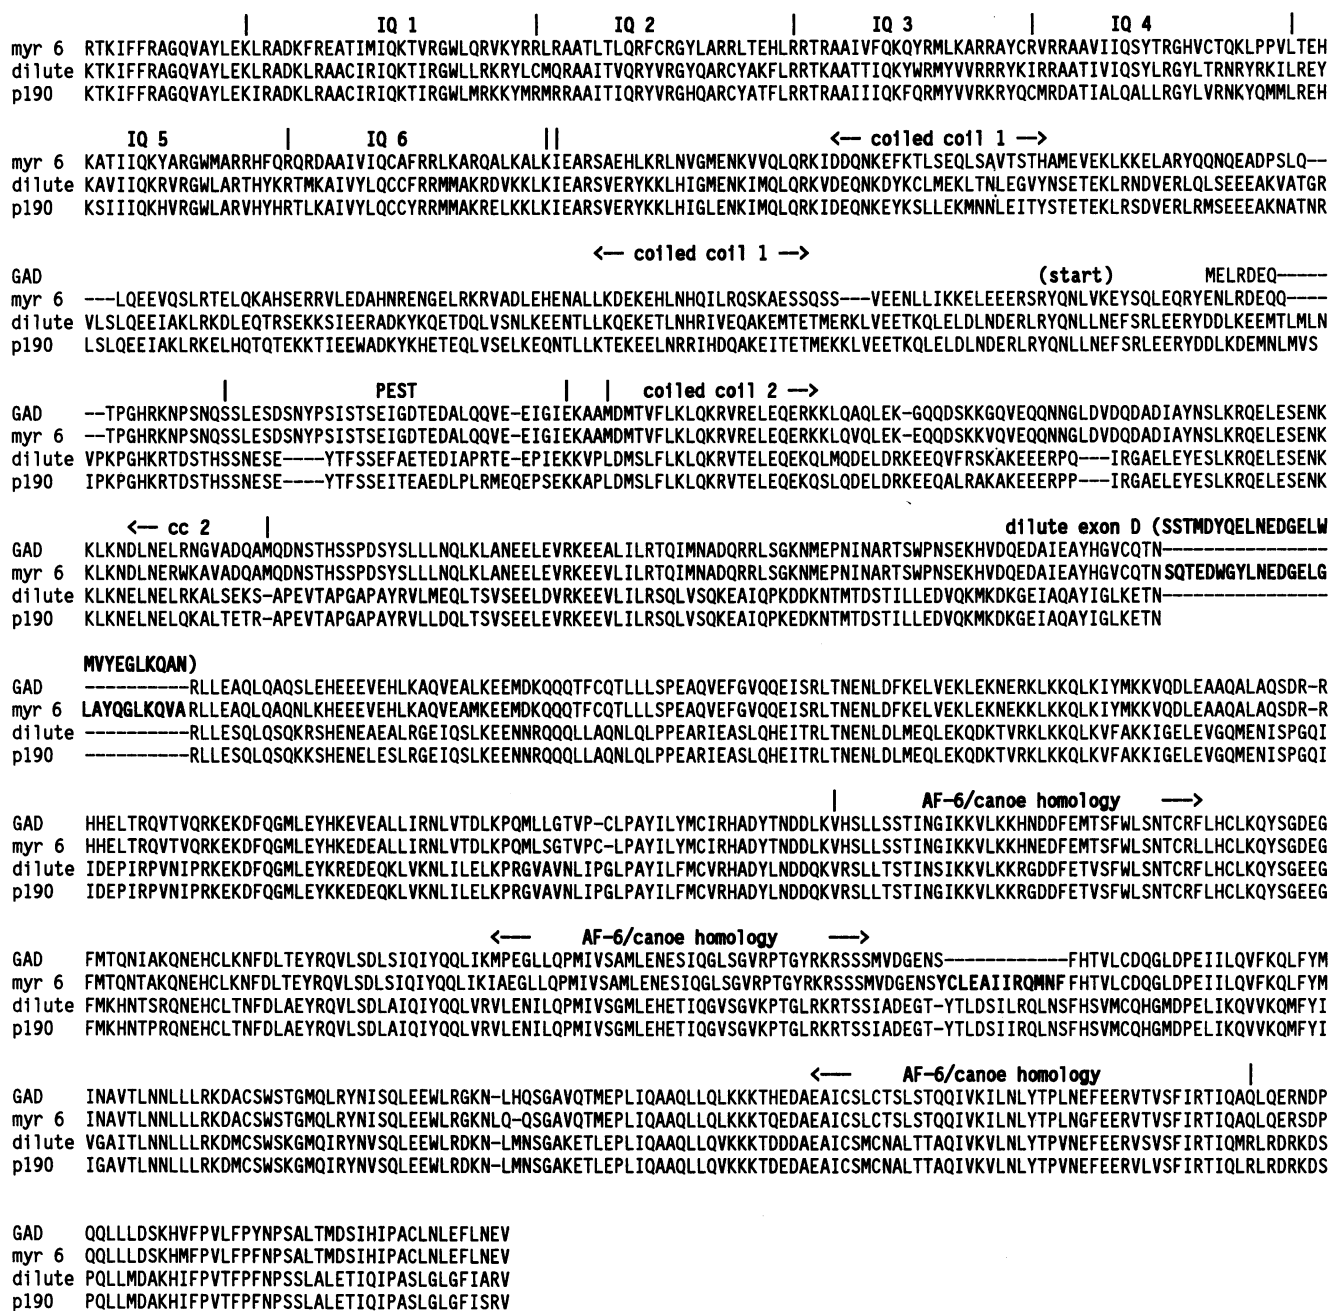 | IQ 1 | IQ 2 | IQ 3 | IQ 4 |
myr 6 RTKIFFRAGQVAYLEKLRADKFREATIMIQKTVRGWLQRVKYRRLRAATLTLQRFCRGYLARRLTEHLRRTRAAIVFQKQYRMLKARRAYCRVRRAAVIIQSYTRGHVCTQKLPPVLTEH
dilute KTKIFFRAGQVAYLEKLRADKLRAACIRIQKTIRGWLLRKRYLCMQRAAITVQRYVRGYQARCYAKFLRRTKAATTIQKYWRMYVVRRRYKIRRAATIVIQSYLRGYLTRNRYRKILREY
p190 KTKIFFRAGQVAYLEKIRADKLRAACIRIQKTIRGWLMRKKYMRMRRAAITIQRYVRGHQARCYATFLRRTRAAIIIQKFQRMYVVRKRYQCMRDATIALQALLRGYLVRNKYQMMLREH
IQ 5 | IQ 6 || <-- coiled coil 1 -->
myr 6 KATIIQKYARGWMARRHFQRQRDAAIVIQCAFRRLKARQALKALKIEARSAEHLKRLNVGMENKVVQLQRKIDDQNKEFKTLSEQLSAVTSTHAMEVEKLKKELARYQQNQEADPSLQ--
dilute KAVIIQKRVRGWLARTHYKRTMKAIVYLQCCFRRMMAKRDVKKLKIEARSVERYKKLHIGMENKIMQLQRKVDEQNKDYKCLMEKLTNLEGVYNSETEKLRNDVERLQLSEEEAKVATGR
p190 KSIIIQKHVRGWLARVHYHRTLKAIVYLQCCYRRMMAKRELKKLKIEARSVERYKKLHIGLENKIMQLQRKIDEQNKEYKSLLEKMNNLEITYSTETEKLRSDVERLRMSEEEAKNATNR
<-- coiled coil 1 -->
GAD (start) MELRDEQ-----
myr 6 ---LQEEVQSLRTELQKAHSERRVLEDAHNRENGELRKRVADLEHENALLKDEKEHLNHQILRQSKAESSQSS---VEENLLIKKELEEERSRYQNLVKEYSQLEQRYENLRDEQQ----
dilute VLSLQEEIAKLRKDLEQTRSEKKSIEERADKYKQETDQLVSNLKEENTLLKQEKETLNHRIVEQAKEMTETMERKLVEETKQLELDLNDERLRYQNLLNEFSRLEERYDDLKEEMTLMLN
p190 LSLQEEIAKLRKELHQTQTEKKTIEEWADKYKHETEQLVSELKEQNTLLKTEKEELNRRIHDQAKEITETMEKKLVEETKQLELDLNDERLRYQNLLNEFSRLEERYDDLKDEMNLMVS
| PEST | | coiled coil 2 -->
GAD --TPGHRKNPSNQSSLESDSNYPSISTSEIGDTEDALQQVE-EIGIEKAAMDMTVFLKLQKRVRELEQERKKLQAQLEK-GQQDSKKGQVEQQNNGLDVDQDADIAYNSLKRQELESENK
myr 6 --TPGHRKNPSNQSSLESDSNYPSISTSEIGDTEDALQQVE-EIGIEKAAMDMTVFLKLQKRVRELEQERKKLQVQLEK-EQQDSKKVQVEQQNNGLDVDQDADIAYNSLKRQELESENK
dilute VPKPGHKRTDSTHSSNESE----YTFSSEFAETEDIAPRTE-EPIEKKVPLDMSLFLKLQKRVTELEQEKQLMQDELDRKEEQVFRSKAKEEERPQ---IRGAELEYESLKRQELESENK
p190 IPKPGHKRTDSTHSSNESE----YTFSSEITEAEDLPLRMEQEPSEKKAPLDMSLFLKLQKRVTELEQEKQSLQDELDRKEEQALRAKAKEEERPP---IRGAELEYESLKRQELESENK
<-- cc 2 | dilute exon D (SSTMDYQELNEDGELW
GAD KLKNDLNELRNGVADQAMQDNSTHSSPDSYSLLLNQLKLANEELEVRKEEALILRTQIMNADQRRLSGKNMEPNINARTSWPNSEKHVDQEDAIEAYHGVCQTN----------------
myr 6 KLKNDLNERWKAVADQAMQDNSTHSSPDSYSLLLNQLKLANEELEVRKEEVLILRTQIMNADQRRLSGKNMEPNINARTSWPNSEKHVDQEDAIEAYHGVCQTNSQTEDWGYLNEDGELG
dilute KLKNELNELRKALSEKS-APEVTAPGAPAYRVLMEQLTSVSEELDVRKEEVLILRSQLVSQKEAIQPKDDKNTMTDSTILLEDVQKMKDKGEIAQAYIGLKETN----------------
p190 KLKNELNELQKALTETR-APEVTAPGAPAYRVLLDQLTSVSEELEVRKEEVLILRSQLVSQKEAIQPKEDKNTMTDSTILLEDVQKMKDKGEIAQAYIGLKETN
MVYEGLKQAN)
GAD ----------RLLEAQLQAQSLEHEEEVEHLKAQVEALKEEMDKQQQTFCQTLLLSPEAQVEFGVQQEISRLTNENLDFKELVEKLEKNERKLKKQLKIYMKKVQDLEAAQALAQSDR-R
myr 6 LAYQGLKQVARLLEAQLQAQNLKHEEEVEHLKAQVEAMKEEMDKQQQTFCQTLLLSPEAQVEFGVQQEISRLTNENLDFKELVEKLEKNEKKLKKQLKIYMKKVQDLEAAQALAQSDR-R
dilute ----------RLLESQLQSQKRSHENEAEALRGEIQSLKEENNRQQQLLAQNLQLPPEARIEASLQHEITRLTNENLDLMEQLEKQDKTVRKLKKQLKVFAKKIGELEVGQMENISPGQI
p190 ----------RLLESQLQSQKKSHENELESLRGEIQSLKEENNRQQQLLAQNLQLPPEARIEASLQHEITRLTNENLDLMEQLEKQDKTVRKLKKQLKVFAKKIGELEVGQMENISPGQI
| AF-6/canoe homology -->
GAD HHELTRQVTVQRKEKDFQGMLEYHKEVEALLIRNLVTDLKPQMLLGTVP-CLPAYILYMCIRHADYTNDDLKVHSLLSSTINGIKKVLKKHNDDFEMTSFWLSNTCRFLHCLKQYSGDEG
myr 6 HHELTRQVTVQRKEKDFQGMLEYHKEDEALLIRNLVTDLKPQMLSGTVPC-LPAYILYMCIRHADYTNDDLKVHSLLSSTINGIKKVLKKHNEDFEMTSFWLSNTCRLLHCLKQYSGDEG
dilute IDEPIRPVNIPRKEKDFQGMLEYKREDEQKLVKNLILELKPRGVAVNLIPGLPAYILFMCVRHADYLNDDQKVRSLLTSTINSIKKVLKKRGDDFETVSFWLSNTCRFLHCLKQYSGEEG
p190 IDEPIRPVNIPRKEKDFQGMLEYKKEDEQKLVKNLILELKPRGVAVNLIPGLPAYILFMCVRHADYLNDDQKVRSLLTSTINGIKKVLKKRGDDFETVSFWLSNTCRFLHCLKQYSGEEG
<-- AF-6/canoe homology -->
GAD FMTQNIAKQNEHCLKNFDLTEYRQVLSDLSIQIYQQLIKMPEGLLQPMIVSAMLENESIQGLSGVRPTGYRKRSSSMVDGENS------------FHTVLCDQGLDPEIILQVFKQLFYM
myr 6 FMTQNTAKQNEHCLKNFDLTEYRQVLSDLSIQIYQQLIKIAEGLLQPMIVSAMLENESIQGLSGVRPTGYRKRSSSMVDGENSYCLEAIIRQMNFFHTVLCDQGLDPEIILQVFKQLFYM
dilute FMKHNTSRQNEHCLTNFDLAEYRQVLSDLAIQIYQQLVRVLENILQPMIVSGMLEHETIQGVSGVKPTGLRKRTSSIADEGT-YTLDSILRQLNSFHSVMCQHGMDPELIKQVVKQMFYI
p190 FMKHNTPRQNEHCLTNFDLAEYRQVLSDLAIQIYQQLVRVLENILQPMIVSGMLEHETIQGVSGVKPTGLRKRTSSIADEGT-YTLDSIIRQLNSFHSVMCQHGMDPELIKQVVKQMFYI
<-- AF-6/canoe homology |
GAD INAVTLNNLLLRKDACSWSTGMQLRYNISQLEEWLRGKN-LHQSGAVQTMEPLIQAAQLLQLKKKTHEDAEAICSLCTSLSTQQIVKILNLYTPLNEFEERVTVSFIRTIQAQLQERNDP
myr 6 INAVTLNNLLLRKDACSWSTGMQLRYNISQLEEWLRGKNLQ-QSGAVQTMEPLIQAAQLLQLKKKTQEDAEAICSLCTSLSTQQIVKILNLYTPLNGFEERVTVSFIRTIQAQLQERSDP
dilute VGAITLNNLLLRKDMCSWSKGMQIRYNVSQLEEWLRDKN-LMNSGAKETLEPLIQAAQLLQVKKKTDDDAEAICSMCNALTTAQIVKVLNLYTPVNEFEERVSVSFIRTIQMRLRDRKDS
p190 IGAVTLNNLLLRKDMCSWSKGMQIRYNVSQLEEWLRDKN-LMNSGAKETLEPLIQAAQLLQVKKKTDEDAEAICSMCNALTTAQIVKVLNLYTPVNEFEERVLVSFIRTIQLRLRDRKDS
GAD QQLLLDSKHVFPVLFPYNPSALTMDSIHIPACLNLEFLNEV
myr 6 QQLLLDSKHMFPVLFPFNPSALTMDSIHIPACLNLEFLNEV
dilute PQLLMDAKHIFPVTFPFNPSSLALETIQIPASLGLGFIARV
p190 PQLLMDAKHIFPVTFPFNPSSLALETIQIPASLGLGFISRV